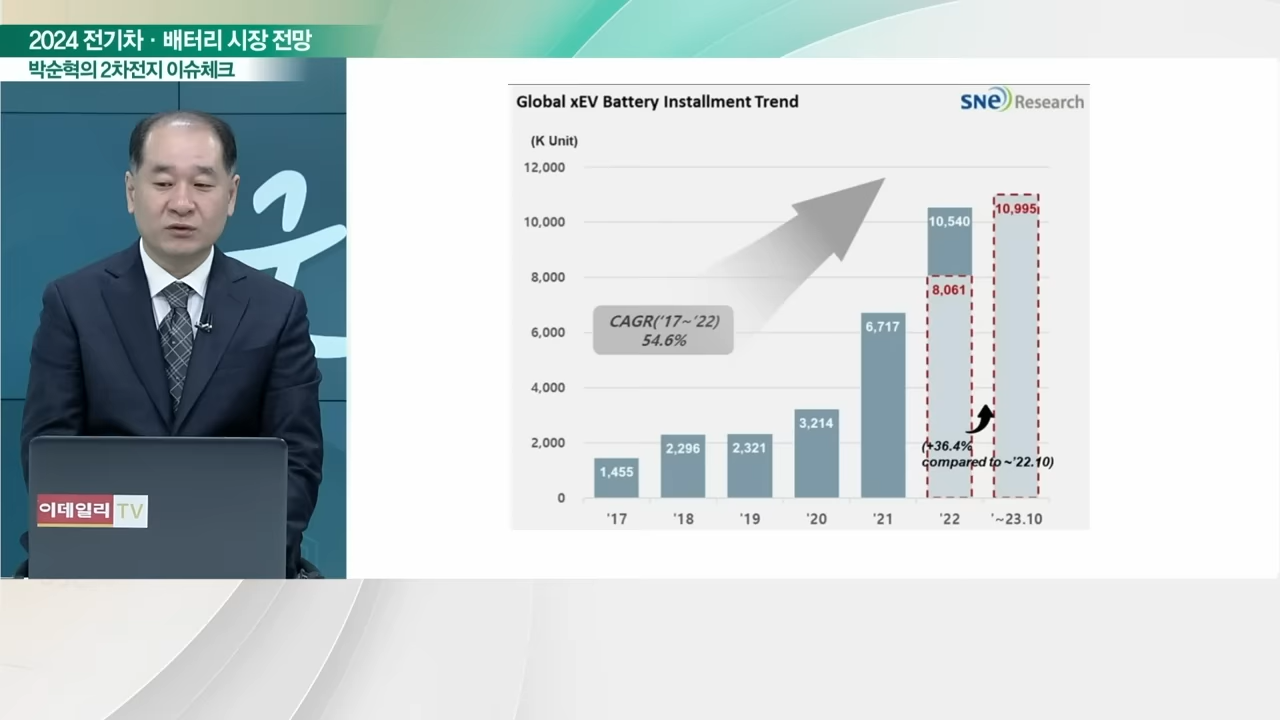 2024 전기차 · 배터리 시장 전망
박순혁의 2차전지 이슈체크
이데일리 TV
Global xEV Battery Installment Trend
SNe Research
(K Unit)
12,000
10,000
8,000
6,000
4,000
2,000
0
CAGR('17~'22)
54.6%
1,455
2,296
2,321
3,214
6,717
10,540
8,061
10,995
(+36.4%
compared to ~'22.10)
'17 '18 '19 '20 '21 '22 '~23.10